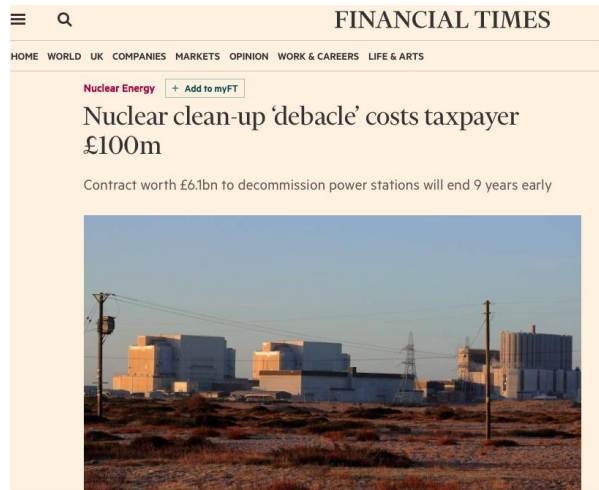 FINANCIAL TIMES
HOME WORLD UK COMPANIES MARKETS OPINION WORK & CAREERS LIFE & ARTS
Nuclear Energy + Add to myFT
Nuclear clean-up ‘debacle’ costs taxpayer
£100m
Contract worth £6.1bn to decommission power stations will end 9 years early